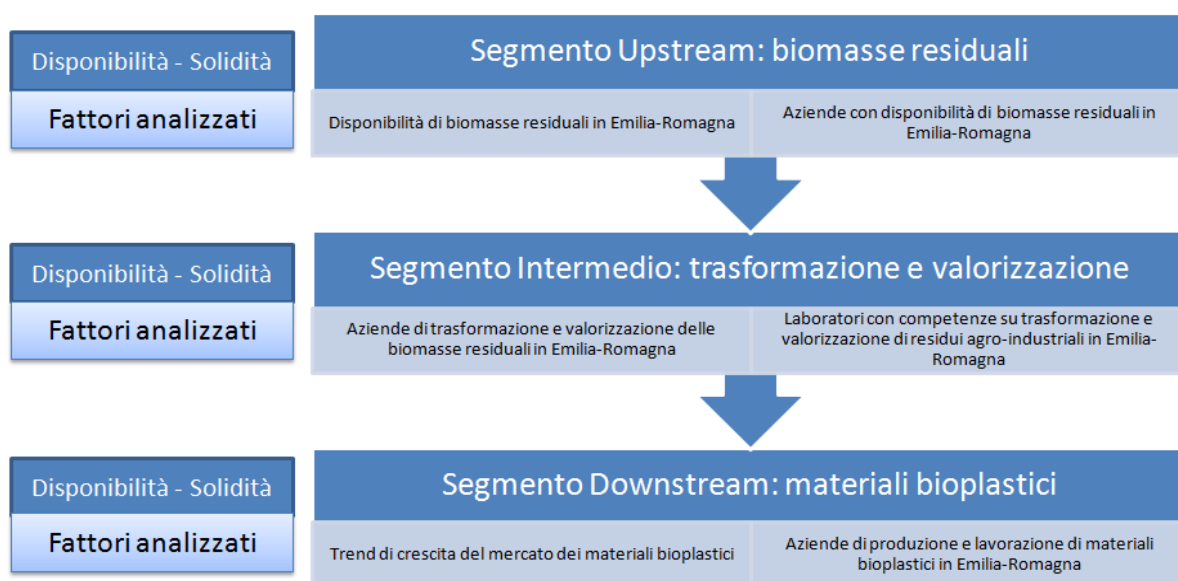 Disponibilità - Solidità
Fattori analizzati
Segmento Upstream: biomasse residuali
Disponibilità di biomasse residuali in Emilia-Romagna
Aziende con disponibilità di biomasse residuali in
Emilia-Romagna
Disponibilità - Solidità
Fattori analizzati
Segmento Intermedio: trasformazione e valorizzazione
Aziende di trasformazione e valorizzazione delle
biomasse residuali in Emilia-Romagna
Laboratori con competenze su trasformazione e
valorizzazione di residui agro-industriali in Emilia-
Romagna
Disponibilità - Solidità
Fattori analizzati
Segmento Downstream: materiali bioplastici
Trend di crescita del mercato dei materiali bioplastici
Aziende di produzione e lavorazione di materiali
bioplastici in Emilia-Romagna